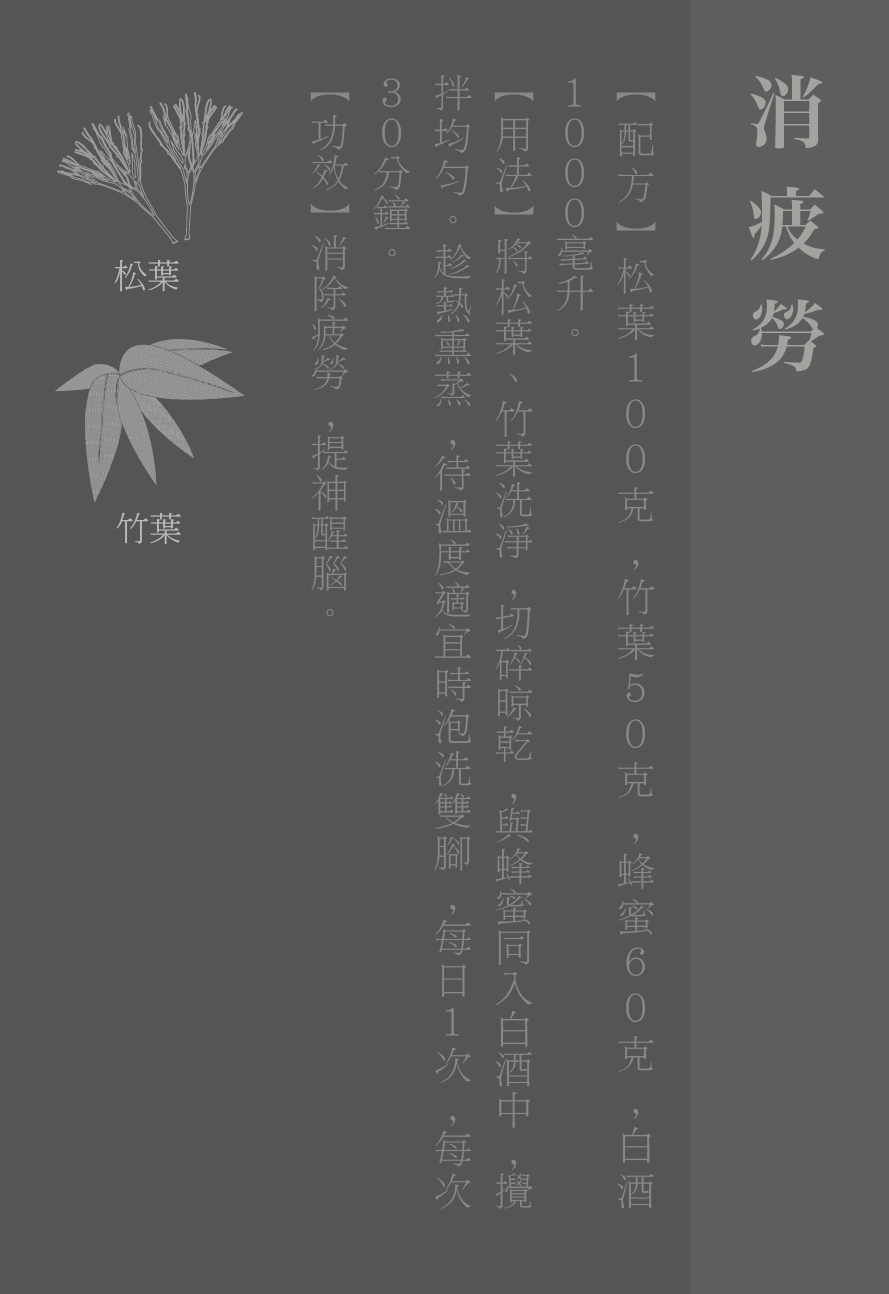 消疲勞
【配方】松葉100克，竹葉50克，蜂蜜60克，白酒
1000毫升。
【用法】將松葉、竹葉洗淨，切碎晾乾，與蜂蜜同入白酒中，攪
拌均勻。趁熱熏蒸，待溫度適宜時泡洗雙腳，每日1次，每次
30分鐘。
【功效】消除疲勞，提神醒腦。
松葉
竹葉